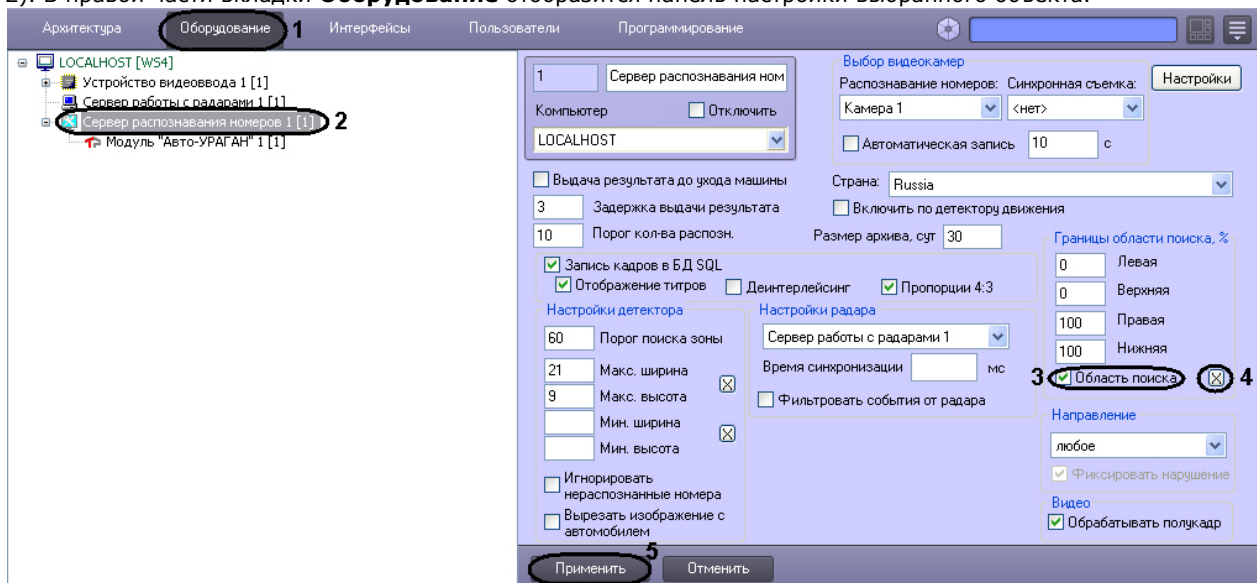 2). В правой части вкладки Оборудование отобразится панель настройки выбранного объекта.
Архитектура Оборудование 1 Интерфейсы Пользователи Программирование
LOCALHOST [WS4]
Устройство видеоввода 1 [1]
Сервер работы с радарами 1 [1]
Сервер распознавания номеров 1 [1] 2
Модуль "Авто-УРАГАН" 1 [1]
1 Сервер распознавания ном
Компьютер Отключить
LOCALHOST
Выбор видеокамер
Распознавание номеров: Синхронная съемка: Настройки
Камера 1 <нет>
Автоматическая запись 10 с
Выдача результата до ухода машины
Страна: Russia
3 Задержка выдачи результата
Включить по детектору движения
10 Порог кол-ва распозн.
Размер архива, сут 30
Запись кадров в БД SQL
Отображение титров Деинтерлейсинг Пропорции 4:3
Границы области поиска, %
0 Левая
0 Верхняя
100 Правая
100 Нижняя
3 Область поиска 4
Настройки детектора
60 Порог поиска зоны
21 Макс. ширина
9 Макс. высота
Мин. ширина
Мин. высота
Игнорировать
нераспознанные номера
Вырезать изображение с
автомобилем
Настройки радара
Сервер работы с радарами 1
Время синхронизации мс
Фильтровать события от радара
Направление
любое
Фиксировать нарушение
Видео
Обрабатывать полукадр
Применить 5 Отменить